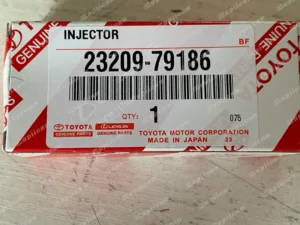 INJECTOR
BF
23209-79186
QTY: 1 075
TOYOTA LEXUS
GENUINE PARTS GENUINE PARTS
TOYOTA MOTOR CORPORATION
MADE IN JAPAN 23
GENUINE
TOYOTA
TOYOTA